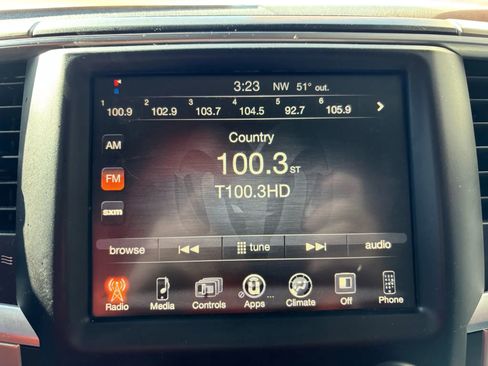 3:23 NW 51° out.
1 100.9 2 102.9 3 103.7 4 104.5 5 92.7 6 105.9
Country
AM
100.3 ST
FM
T100.3HD
sxm
browse tune audio
Radio Media Controls Apps ... Climate Off Phone